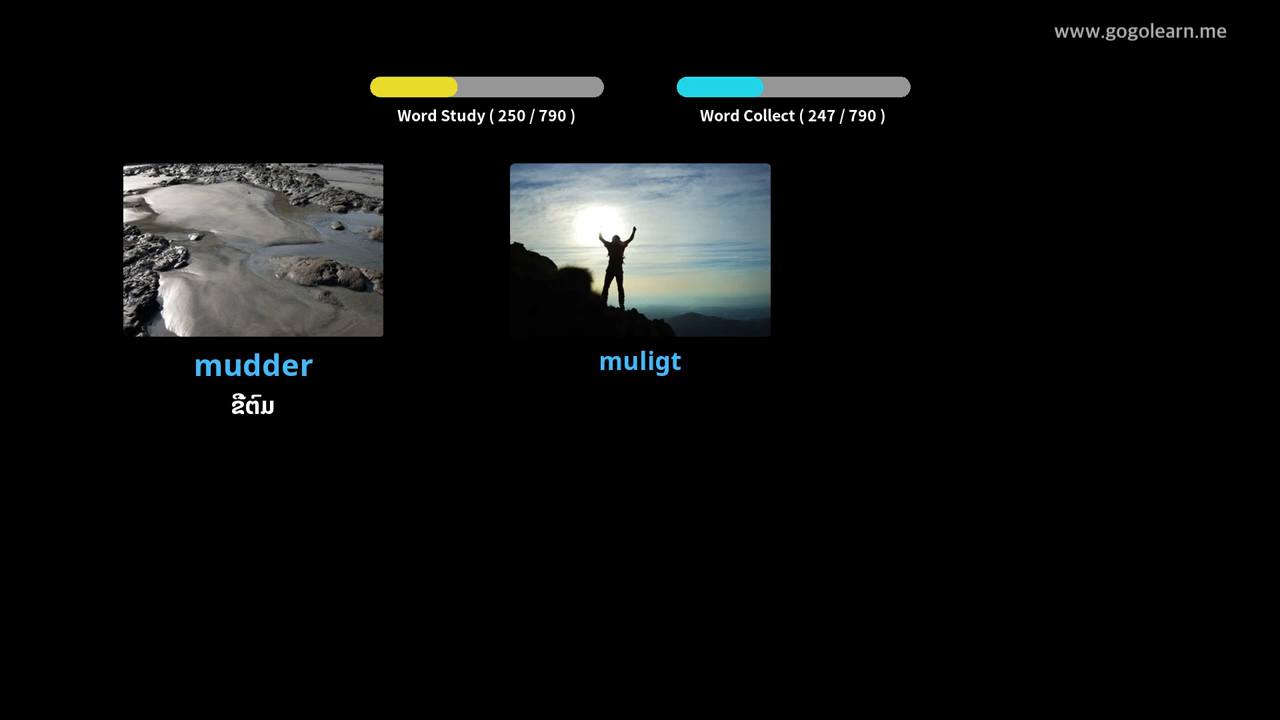 www.gogolearn.me
Word Study ( 250 / 790 )
Word Collect ( 247 / 790 )
mudder
ຂີ້ຕົມ
muligt